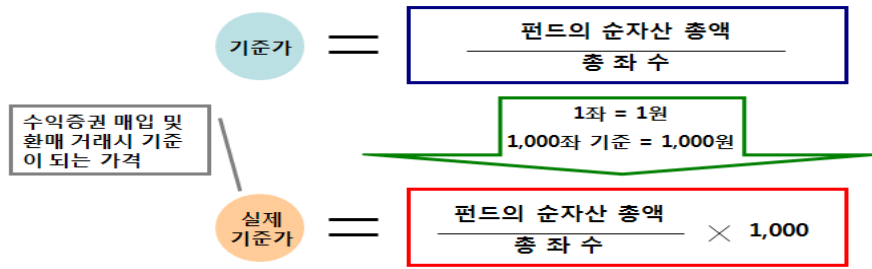 기준가
펀드의 순자산 총액
총 좌 수
수익증권 매입 및
환매 거래시 기준
이 되는 가격
1좌 = 1원
1,000좌 기준 = 1,000원
실제
기준가
펀드의 순자산 총액
총 좌 수
× 1,000